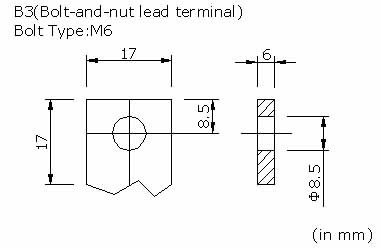 B3(Bolt-and-nut lead terminal)
Bolt Type:M6
17
6
8.5
17
Φ8.5
(in mm)